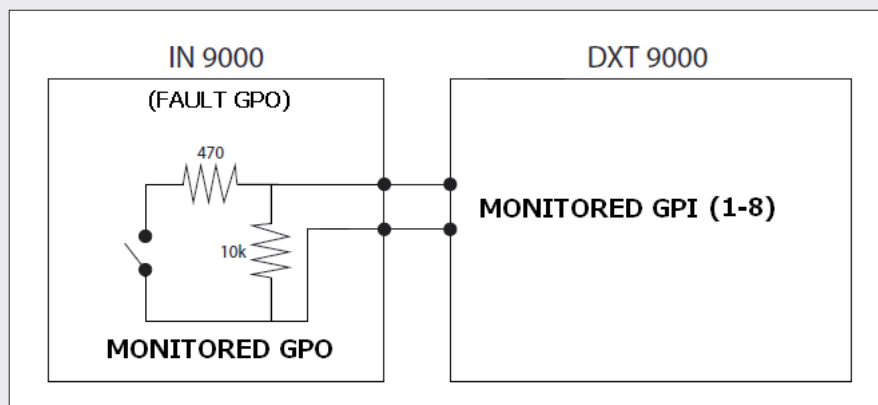 IN 9000
DXT 9000
(FAULT GPO)
470
10k
MONITORED GPO
MONITORED GPI (1-8)